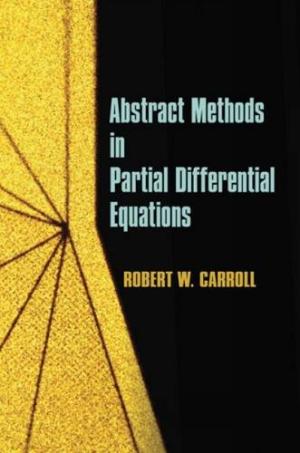 Abstract Methods
in
Partial Differential
Equations
ROBERT W. CARROLL